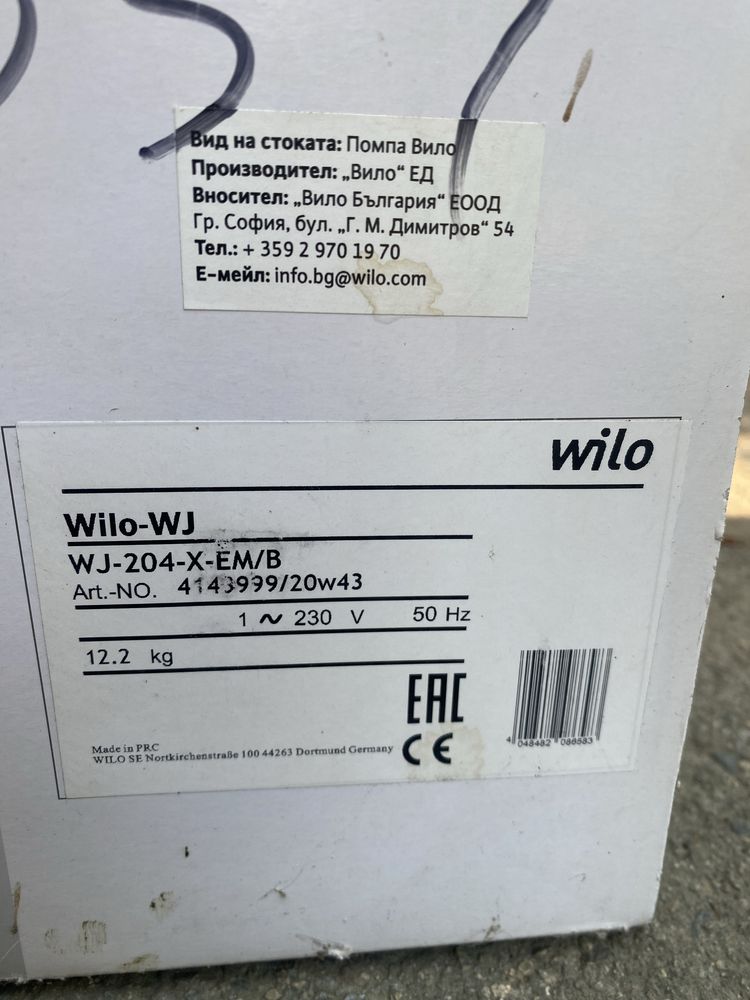 Вид на стоката: Помпа Вило
Производител: „Вило“ ЕД
Вносител: „Вило България“ ЕООД
Гр. София, бул. „Г. М. Димитров“ 54
Тел.: + 359 2 970 19 70
Е-мейл: info.bg@wilo.com
wilo
Wilo-WJ
WJ-204-X-EM/B
Art.-NO. 4143999/20w43
1 ~ 230 V 50 Hz
12.2 kg
EAC
CE
4 048482 086583
Made in PRC
WILO SE Nortkirchenstraße 100 44263 Dortmund Germany